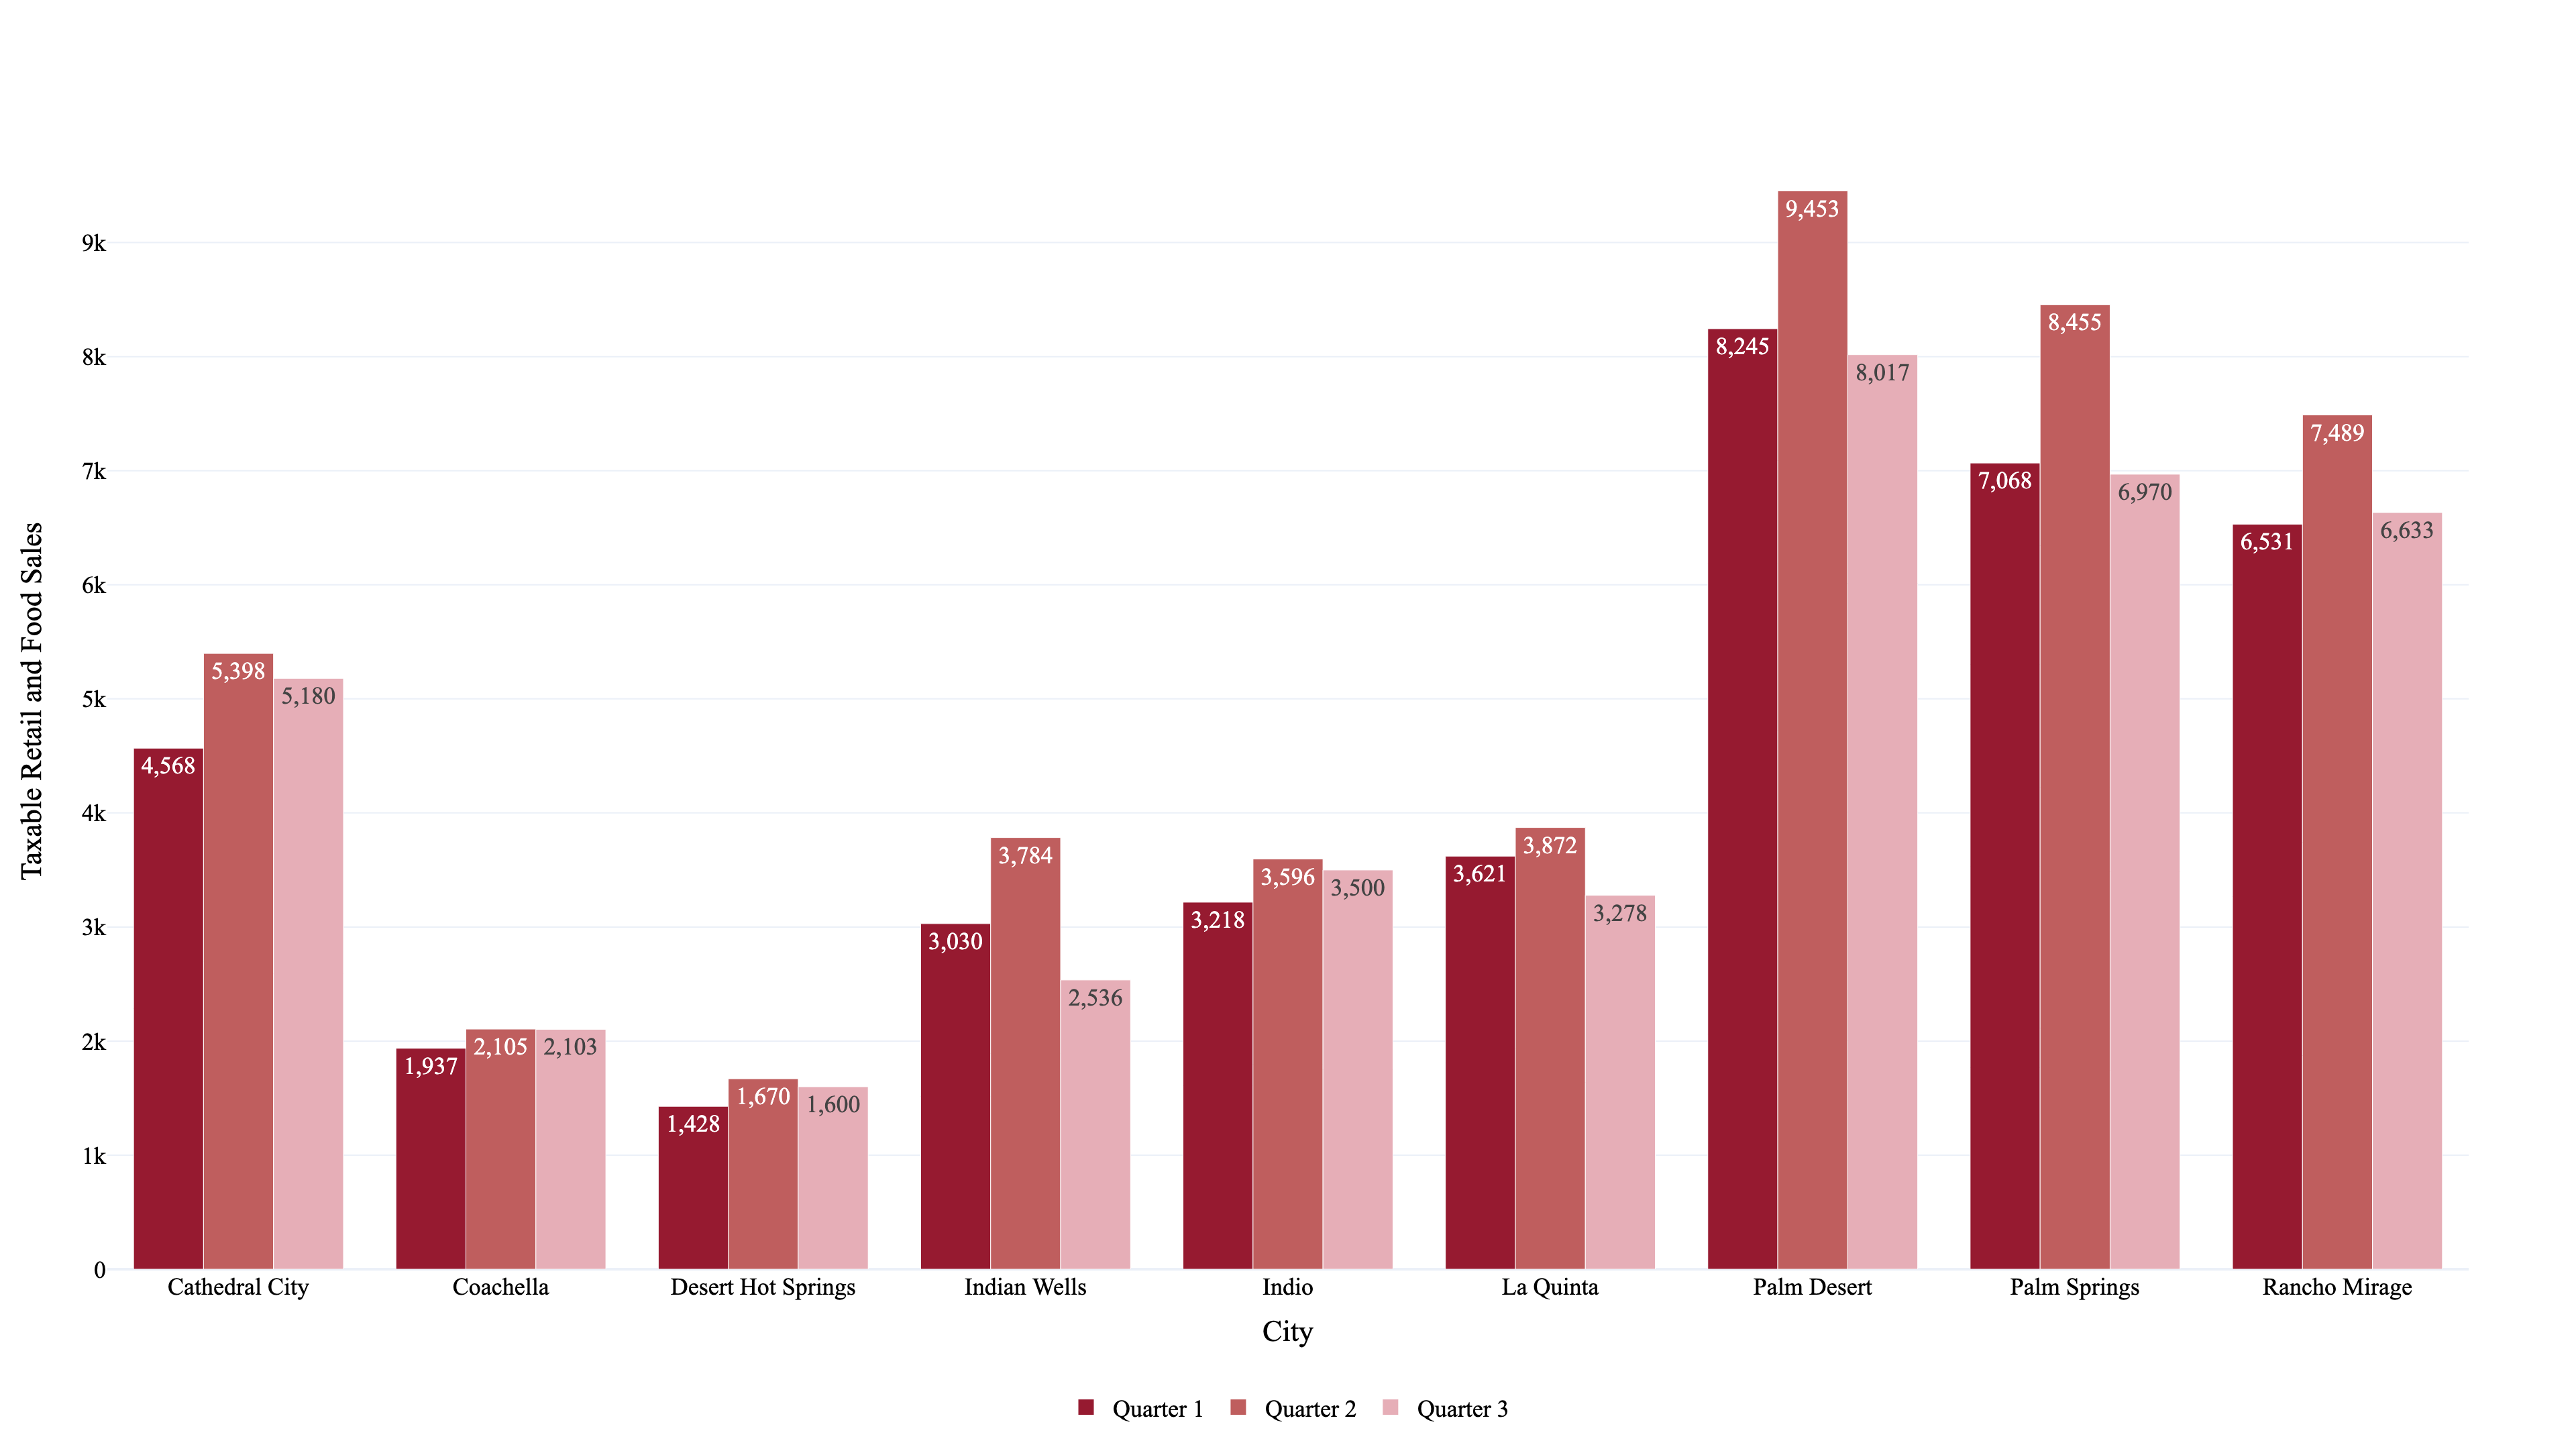 Taxable Retail and Food Sales
9k
8k
7k
6k
5k
4k
3k
2k
1k
0
4,568
5,398
5,180
1,937
2,105
2,103
1,428
1,670
1,600
3,030
3,784
2,536
3,218
3,596
3,500
3,621
3,872
3,278
8,245
9,453
8,017
7,068
8,455
6,970
6,531
7,489
6,633
Cathedral City
Coachella
Desert Hot Springs
Indian Wells
Indio
La Quinta
Palm Desert
Palm Springs
Rancho Mirage
City
Quarter 1
Quarter 2
Quarter 3